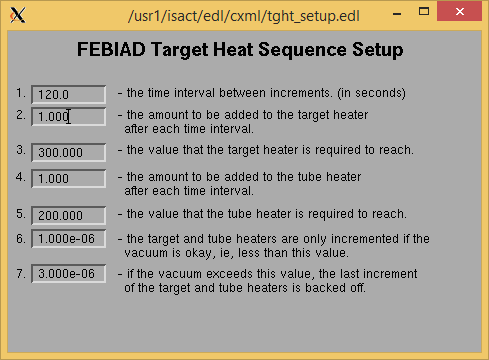 /usr1/isact/edl/cxml/tght_setup.edl
FEBIAD Target Heat Sequence Setup
1. 120.0 - the time interval between increments. (in seconds)
2. 1.000 - the amount to be added to the target heater
after each time interval.
3. 300.000 - the value that the target heater is required to reach.
4. 1.000 - the amount to be added to the tube heater
after each time interval.
5. 200.000 - the value that the tube heater is required to reach.
6. 1.000e-06 - the target and tube heaters are only incremented if the
vacuum is okay, ie, less than this value.
7. 3.000e-06 - if the vacuum exceeds this value, the last increment
of the target and tube heaters is backed off.